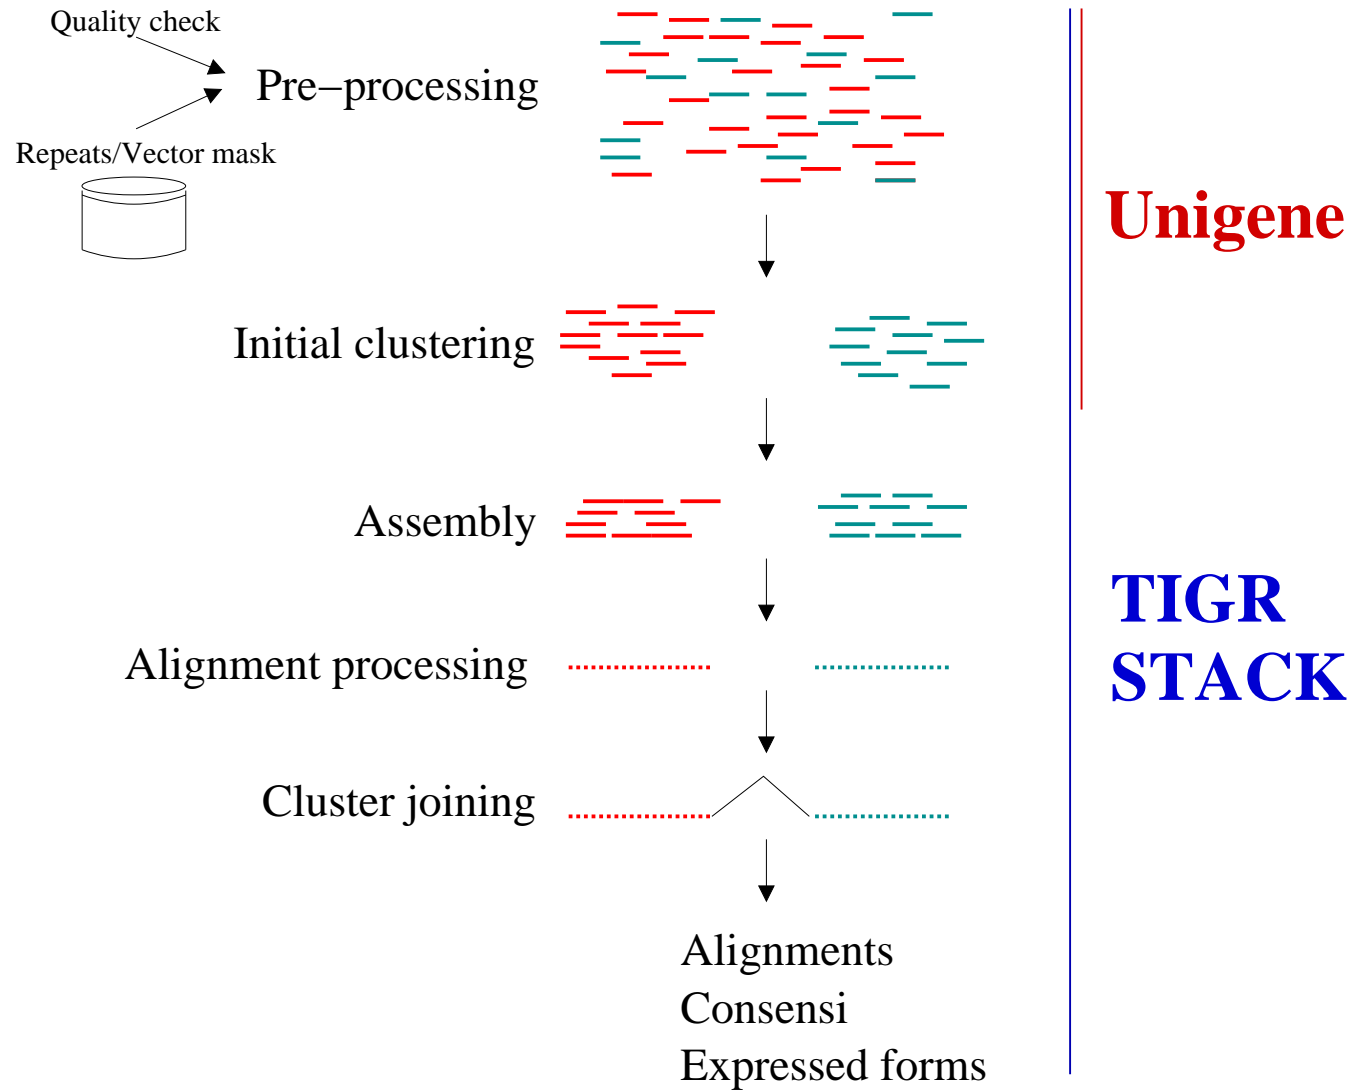 Quality check
Pre−processing
Repeats/Vector mask
Unigene
Initial clustering
Assembly
TIGR
STACK
Alignment processing
Cluster joining
Alignments
Consensi
Expressed forms